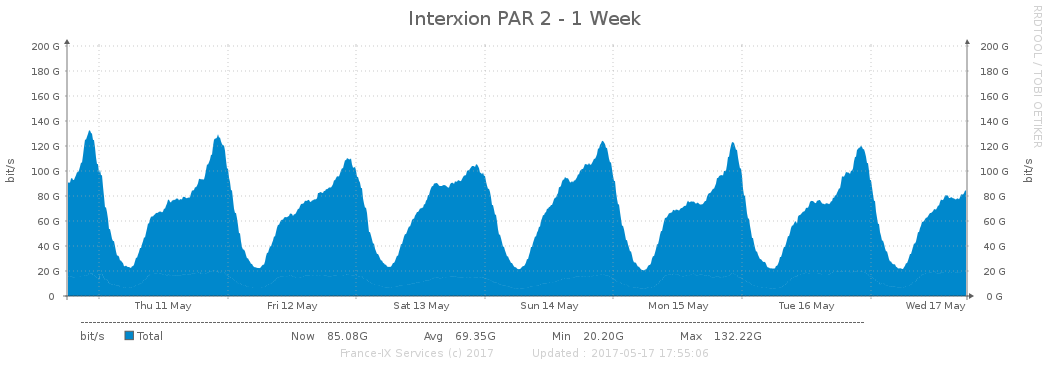 Interxion PAR 2 - 1 Week
RRDTOOL / TOBI OETIKER
200 G 200 G
180 G 180 G
160 G 160 G
140 G 140 G
120 G 120 G
100 G 100 G
80 G 80 G
60 G 60 G
40 G 40 G
20 G 20 G
0 0 G
bit/s bit/s
Thu 11 May Fri 12 May Sat 13 May Sun 14 May Mon 15 May Tue 16 May Wed 17 May
bit/s Total Now 85.08G Avg 69.35G Min 20.20G Max 132.22G
France-IX Services (c) 2017 Updated : 2017-05-17 17:55:06